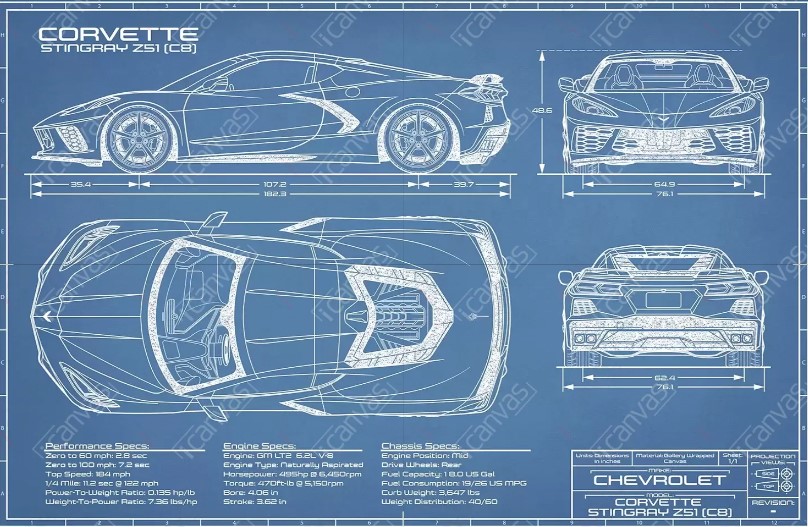 CORVETTE
STINGRAY Z51 (C8)
48.6
35.4 107.2 39.7
182.3
64.9
76.1
62.4
76.1
Performance Specs:
Zero to 60 mph: 2.8 sec
Zero to 100 mph: 7.2 sec
Top Speed: 184 mph
1/4 Mile: 11.2 sec @ 122 mph
Power-To-Weight Ratio: 0.135 hp/lb
Weight-To-Power Ratio: 7.36 lbs/hp
Engine Specs:
Engine: GM LT2 6.2L V-8
Engine Type: Naturally Aspirated
Horsepower: 495hp @ 6,450rpm
Torque: 470ft-lb @ 5,150rpm
Bore: 4.06 in
Stroke: 3.62 in
Chassis Specs:
Engine Position: Mid
Drive Wheels: Rear
Fuel Capacity: 18.0 US Gal
Fuel Consumption: 19/26 US MPG
Curb Weight: 3,647 lbs
Weight Distribution: 40/60
Units: Dimensions in inches
Material: Gallery Wrapped Canvas
Sheet: 1/1
PROJECTION VIEWS:
SIDE
TOP
REVISION:
-
MAKE:
CHEVROLET
MODEL:
CORVETTE
STINGRAY Z51 (C8)
icanvas